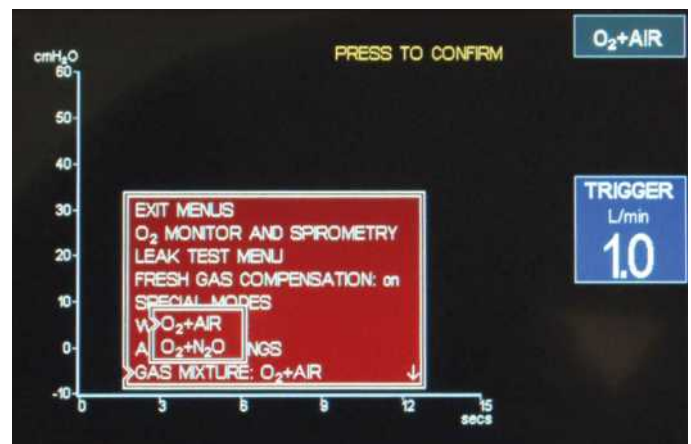 PRESS TO CONFIRM
O₂+AIR
cmH₂O
60
50
40
30
20
10
0
-10
0
3
6
9
12
15
secs
EXIT MENUS
O₂ MONITOR AND SPIROMETRY
LEAK TEST MENU
FRESH GAS COMPENSATION: on
SPECIAL MODES
O₂+AIR
O₂+N₂O
GAS MIXTURE: O₂+AIR
TRIGGER
L/min
1.0